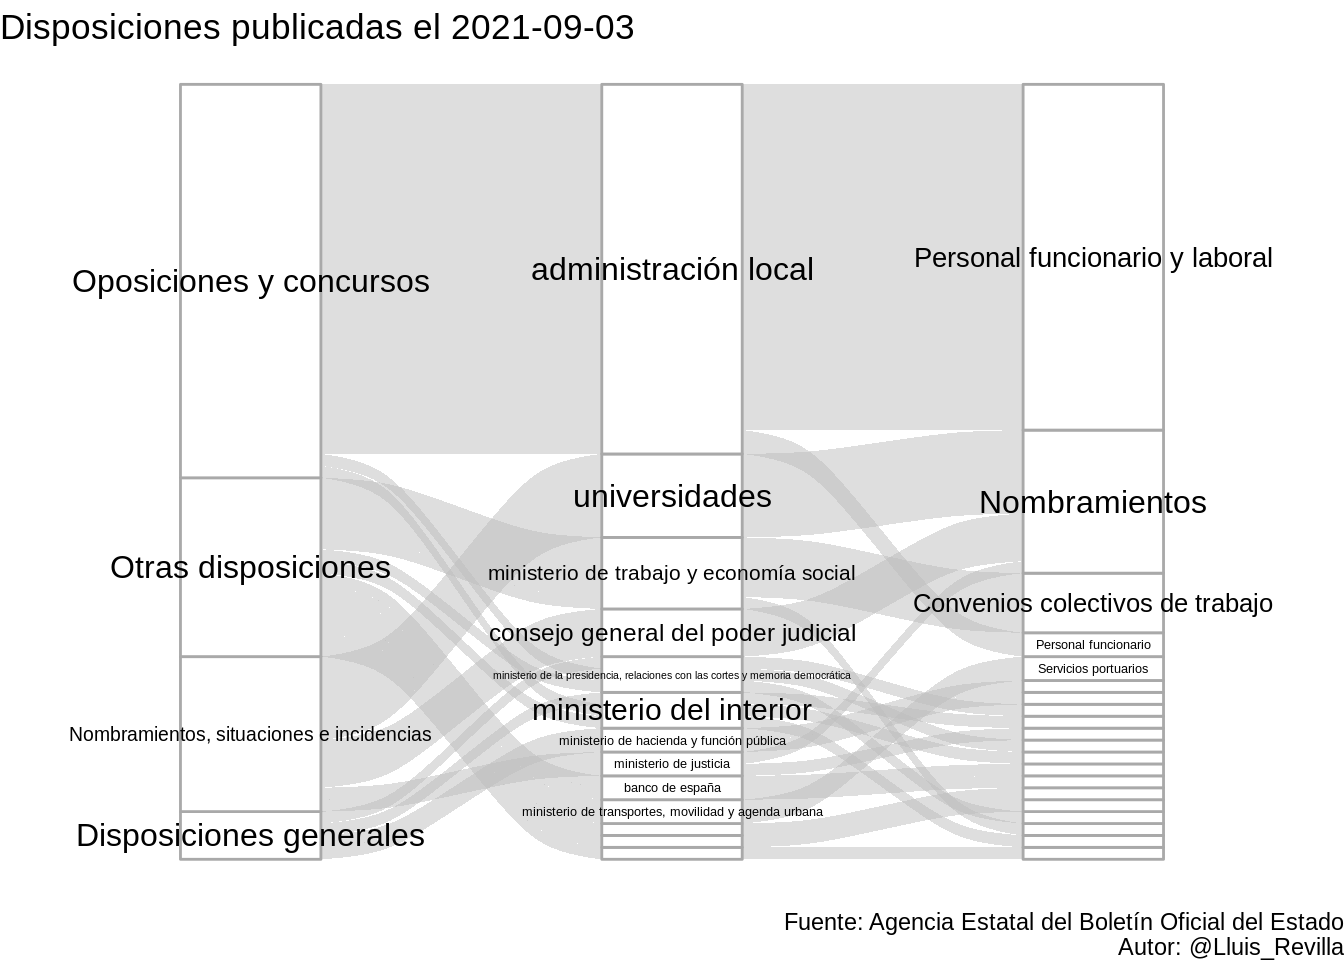 Disposiciones publicadas el 2021-09-03
Oposiciones y concursos
Otras disposiciones
Nombramientos, situaciones e incidencias
Disposiciones generales
administración local
universidades
ministerio de trabajo y economía social
consejo general del poder judicial
ministerio de la presidencia, relaciones con las cortes y memoria democrática
ministerio del interior
ministerio de hacienda y función pública
ministerio de justicia
banco de españa
ministerio de transportes, movilidad y agenda urbana
Personal funcionario y laboral
Nombramientos
Convenios colectivos de trabajo
Personal funcionario
Servicios portuarios
Fuente: Agencia Estatal del Boletín Oficial del Estado
Autor: @Lluis_Revilla